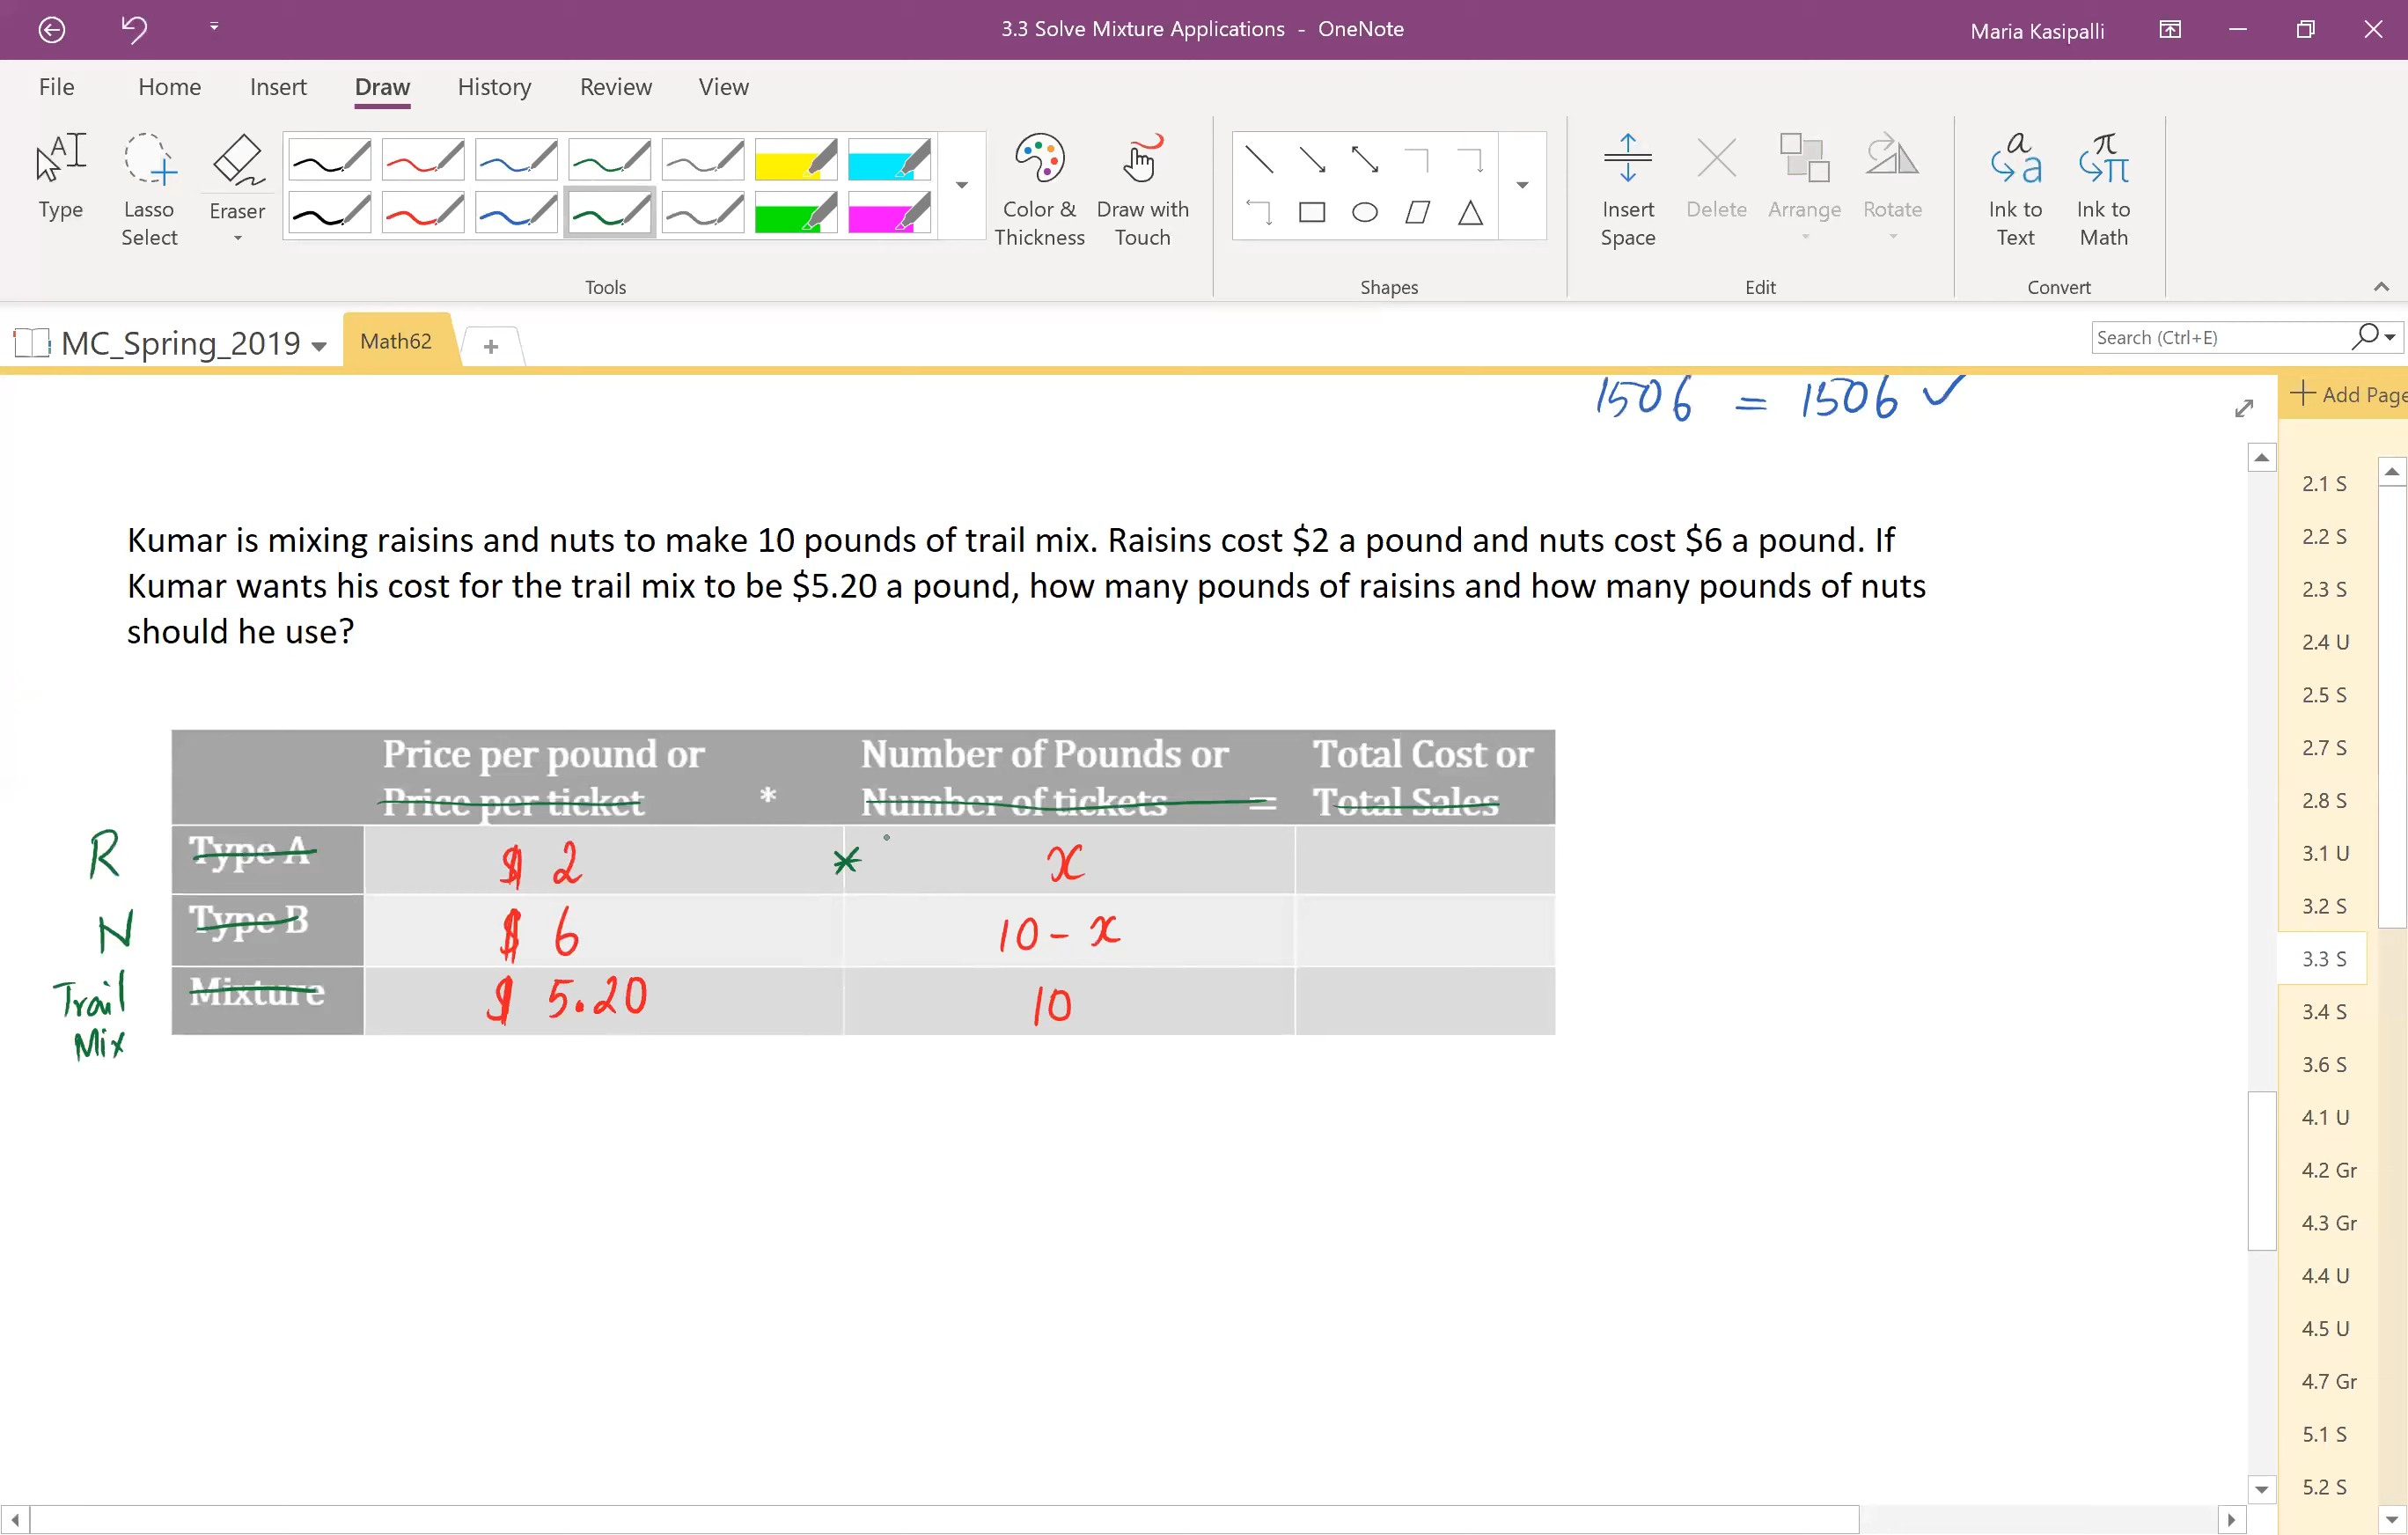 3.3 Solve Mixture Applications - OneNote
Maria Kasipalli
File Home Insert Draw History Review View
Type
Lasso Select
Eraser
Color & Thickness
Draw with Touch
Insert Space
Delete
Arrange
Rotate
Ink to Text
Ink to Math
Tools Shapes Edit Convert
MC_Spring_2019 Math62 +
Search (Ctrl+E)
Add Page
1506 = 1506 ✓
Kumar is mixing raisins and nuts to make 10 pounds of trail mix. Raisins cost $2 a pound and nuts cost $6 a pound. If
Kumar wants his cost for the trail mix to be $5.20 a pound, how many pounds of raisins and how many pounds of nuts
should he use?
Price per pound or Number of Pounds or Total Cost or
Price per ticket * Number of tickets = Total Sales
R Type A $ 2 * x
N Type B $ 6 10 - x
Trail Mix Mixture $ 5.20 10
2.1 S
2.2 S
2.3 S
2.4 U
2.5 S
2.7 S
2.8 S
3.1 U
3.2 S
3.3 S
3.4 S
3.6 S
4.1 U
4.2 Gr
4.3 Gr
4.4 U
4.5 U
4.7 Gr
5.1 S
5.2 S